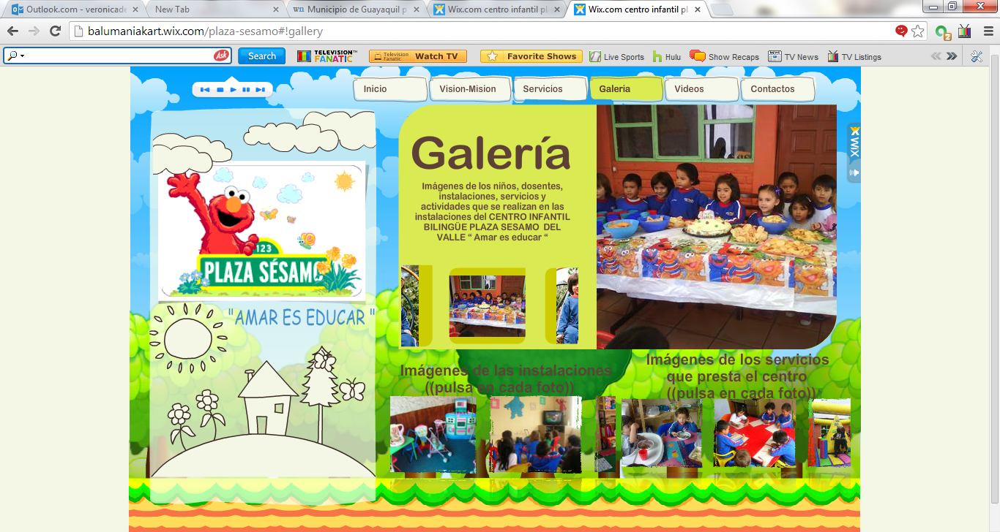 Outlook.com - veronicade
New Tab
Municipio de Guayaquil p
Wix.com centro infantil pl
Wix.com centro infantil pl
balumaniakart.wix.com/plaza-sesamo#!gallery
2
Ask
Search
TELEVISION FANATIC
Television Fanatic Watch TV
Favorite Shows
Live Sports
Hulu
Show Recaps
TV News
TV Listings
Inicio
Vision-Mision
Servicios
Galeria
Videos
Contactos
WIX
123
PLAZA SÉSAMO
"AMAR ES EDUCAR "
Galería
Imágenes de los niños, dosentes,
instalaciones, servicios y
actividades que se realizan en las
instalaciones del CENTRO INFANTIL
BILINGÜE PLAZA SESAMO DEL
VALLE “ Amar es educar “
Imágenes de las instalaciones
((pulsa en cada foto))
Imágenes de los servicios
que presta el centro
((pulsa en cada foto))